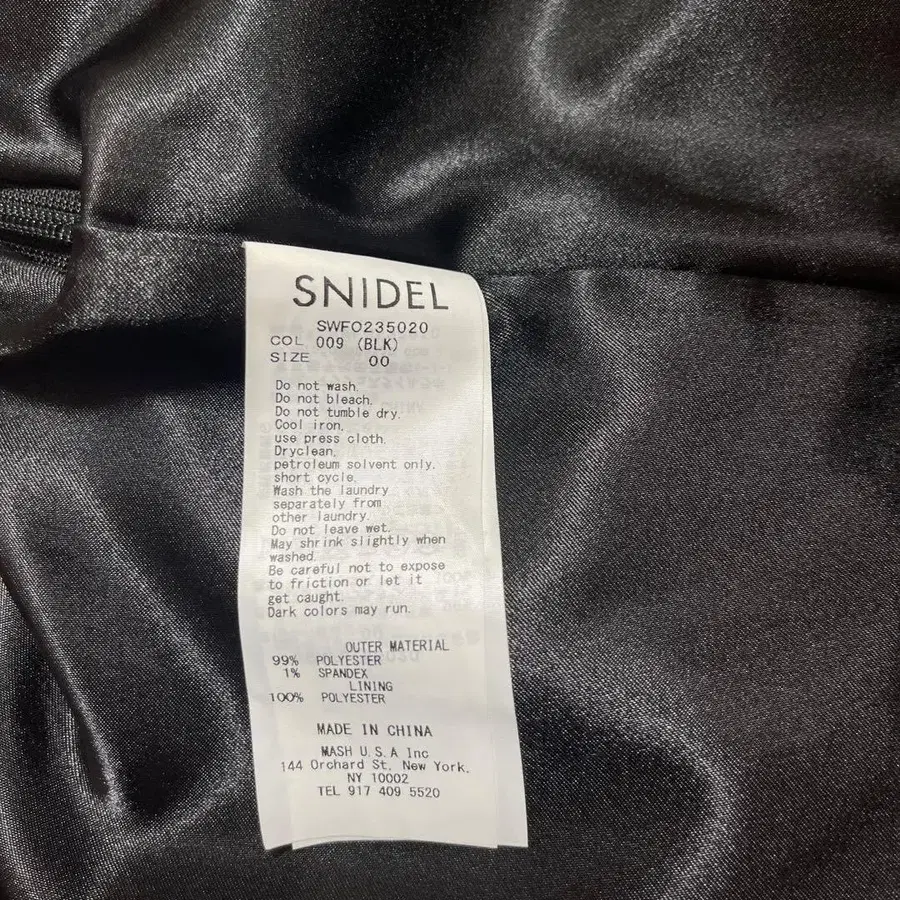 SNIDEL
SWFO235020
COL 009 (BLK)
SIZE 00
Do not wash.
Do not bleach.
Do not tumble dry.
Cool iron,
use press cloth.
Dryclean,
petroleum solvent only.
short cycle.
Wash the laundry
separately from
other laundry.
Do not leave wet.
May shrink slightly when
washed.
Be careful not to expose
to friction or let it
get caught.
Dark colors may run.
OUTER MATERIAL
99% POLYESTER
1% SPANDEX
LINING
100% POLYESTER
MADE IN CHINA
MASH U.S.A Inc
144 Orchard St, New York,
NY 10002
TEL 917 409 5520